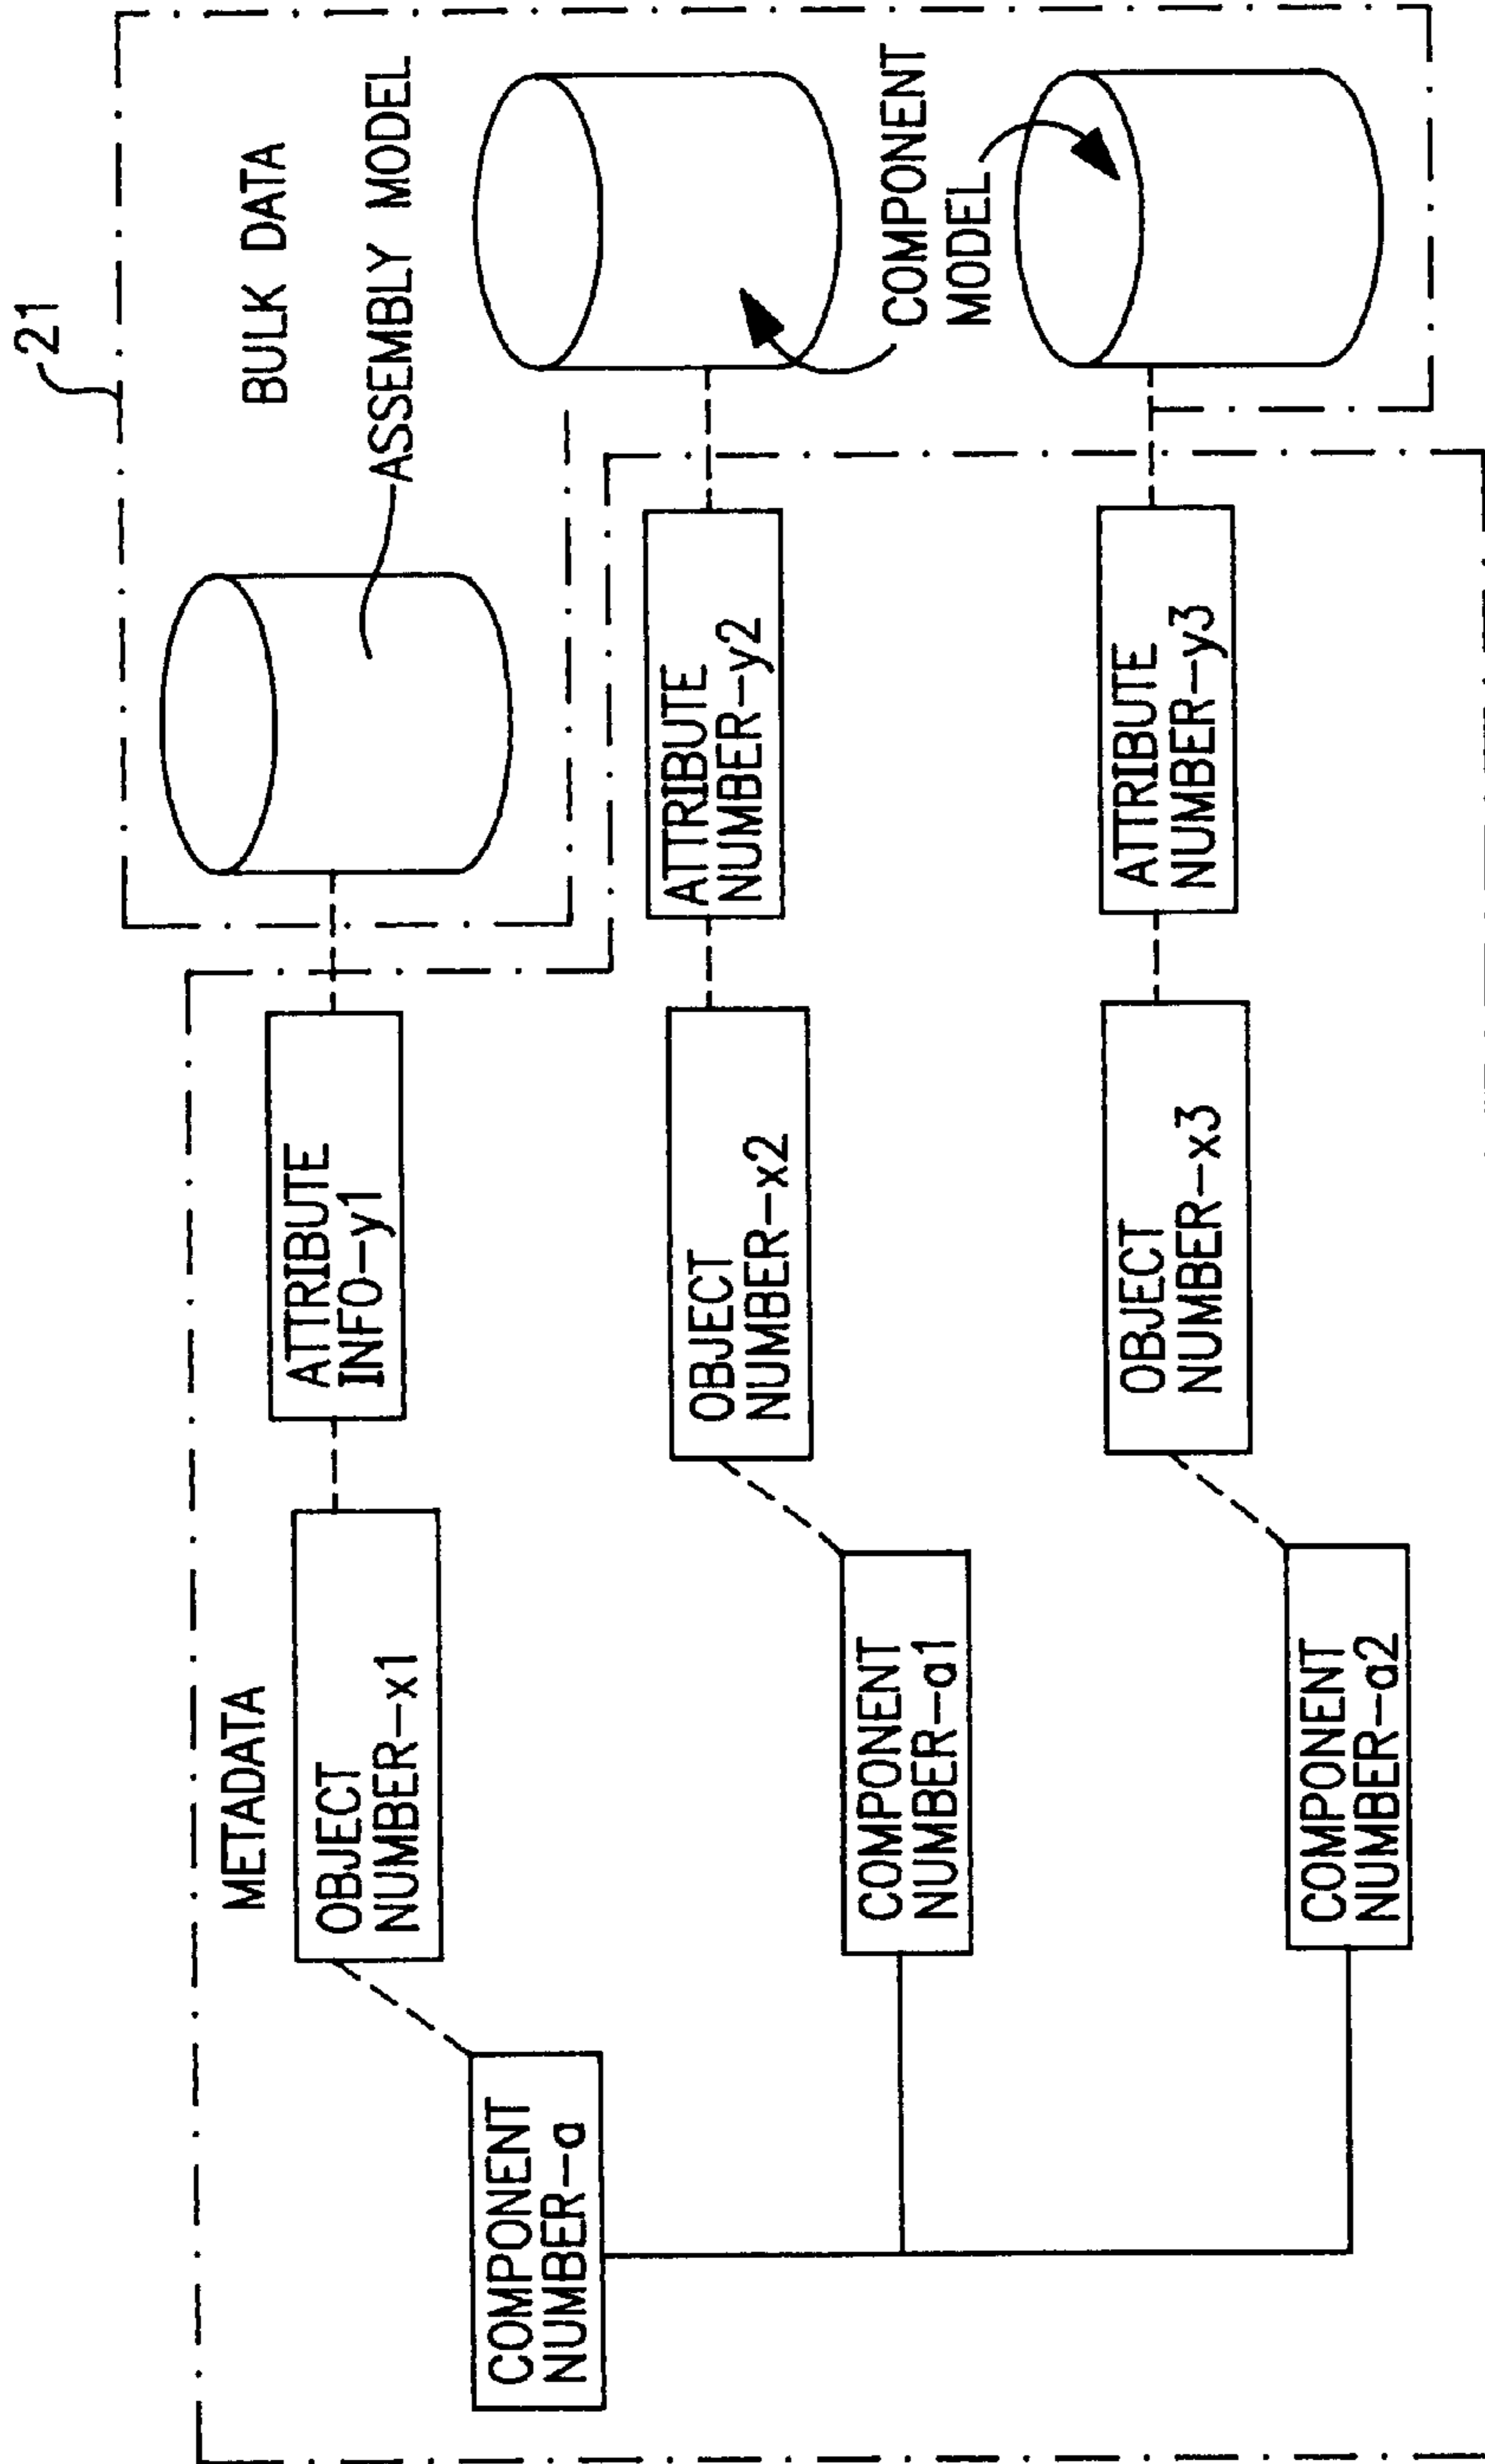 21
BULK DATA
ASSEMBLY MODEL
METADATA
OBJECT
NUMBER-x1
ATTRIBUTE
INFO-y1
COMPONENT
NUMBER-a
OBJECT
NUMBER-x2
ATTRIBUTE
NUMBER-y2
COMPONENT
NUMBER-a1
COMPONENT
MODEL
OBJECT
NUMBER-x3
ATTRIBUTE
NUMBER-y3
COMPONENT
NUMBER-a2